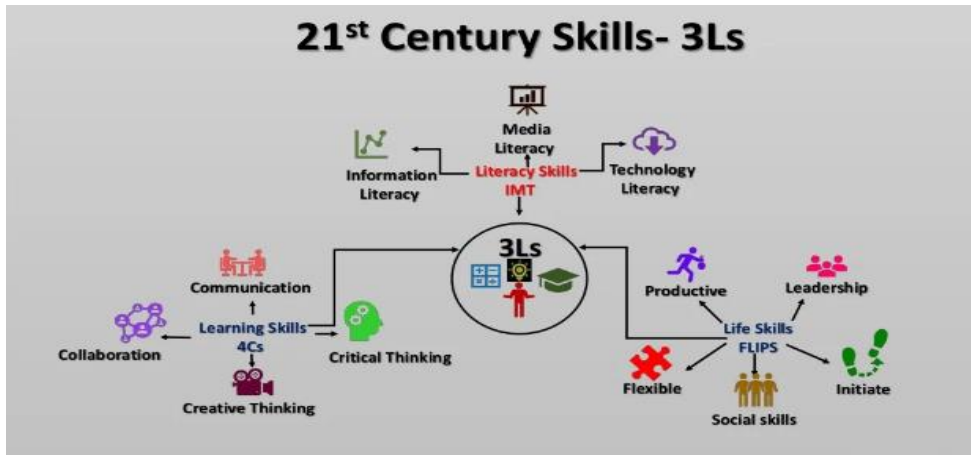 21st Century Skills- 3Ls
Media
Literacy
Information
Literacy
Literacy Skills
IMT
Technology
Literacy
3Ls
Communication
Learning Skills
4Cs
Collaboration
Critical Thinking
Creative Thinking
Productive
Leadership
Life Skills
FLIPS
Flexible
Social skills
Initiate